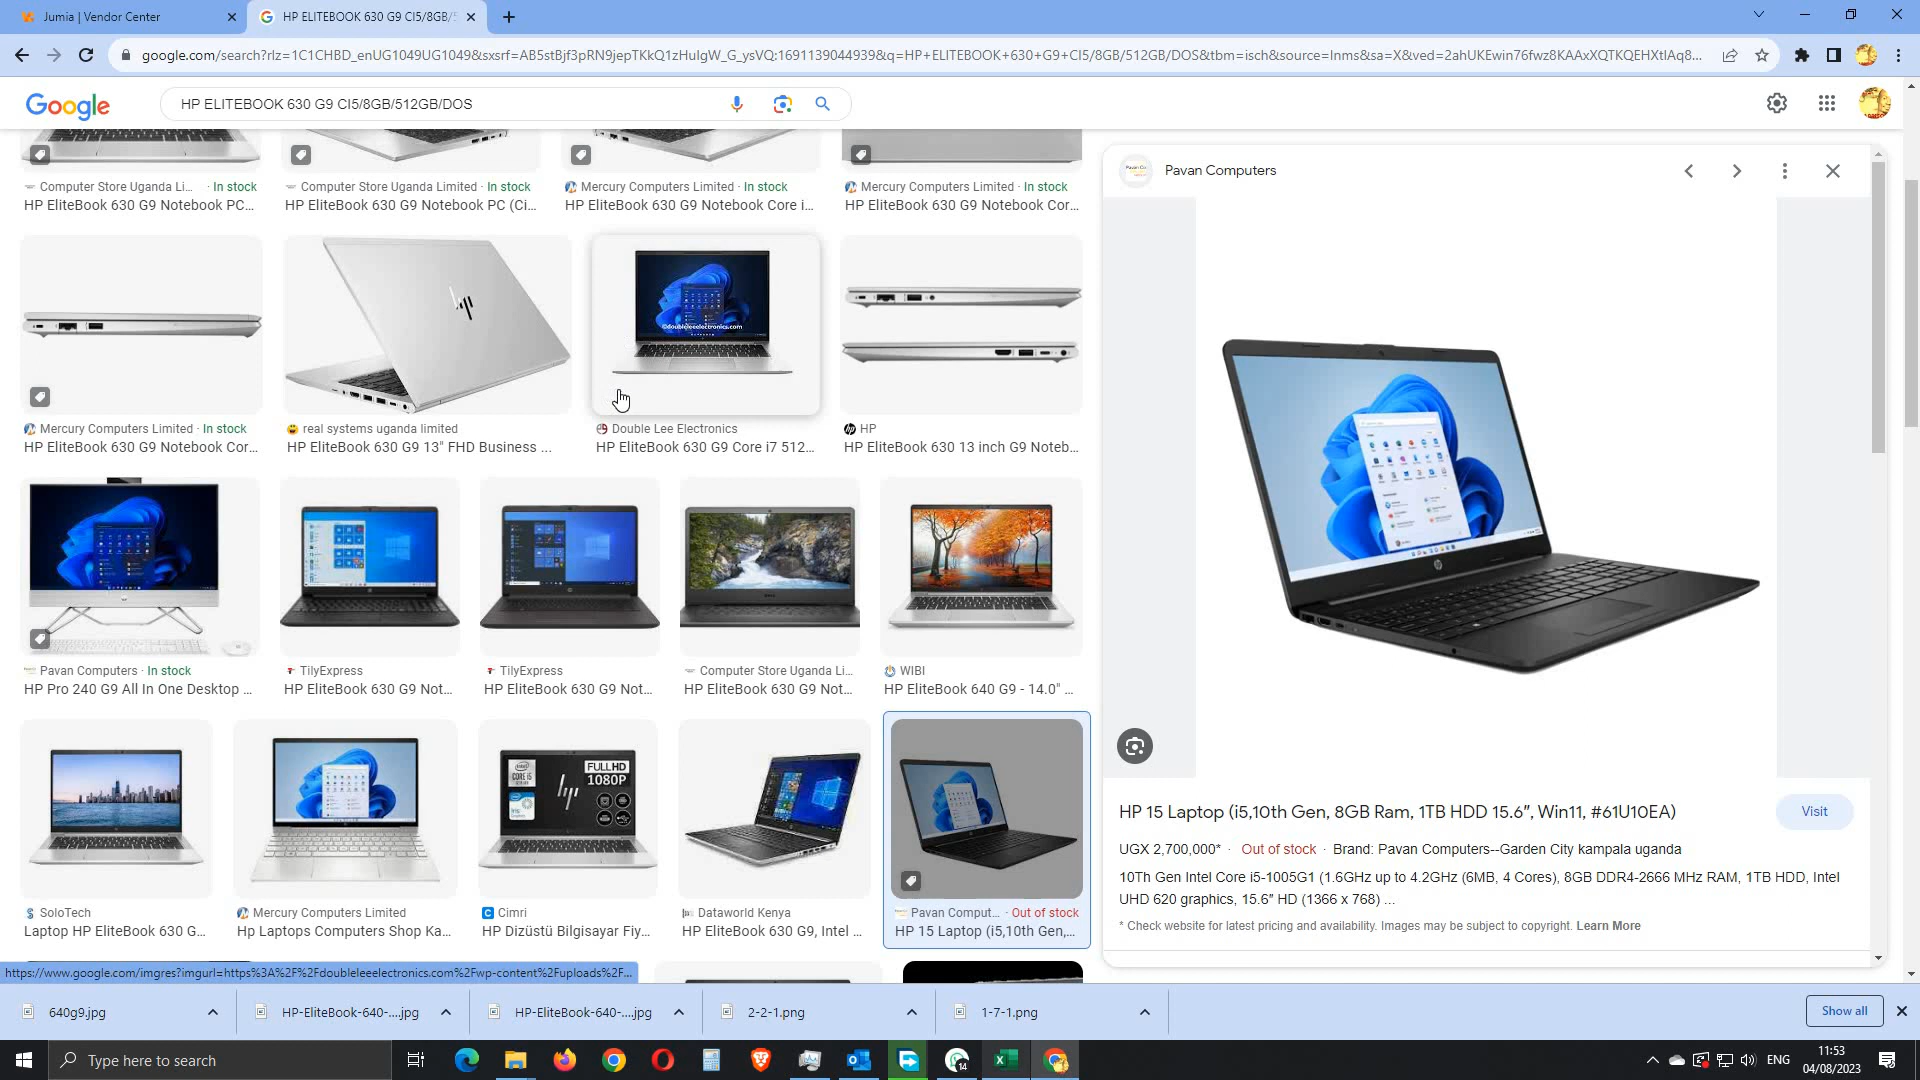 Jumia | Vendor Center
HP ELITEBOOK 630 G9 CI5/8GB/5
google.com/search?rlz=1C1CHBD_enUG1049UG1049&sxsrf=AB5stBjf3pRN9jepTKkQ1zHuIgW_G_ysVQ:1691139044939&q=HP+ELITEBOOK+630+G9+CI5/8GB/512GB/DOS&tbm=isch&source=lnms&sa=X&ved=2ahUKEwin76fwz8KAAxXQTKQEHXtlAq8...
Google
HP ELITEBOOK 630 G9 CI5/8GB/512GB/DOS
Computer Store Uganda Li... · In stock
HP EliteBook 630 G9 Notebook PC...
Computer Store Uganda Limited · In stock
HP EliteBook 630 G9 Notebook PC (Ci...
Mercury Computers Limited · In stock
HP EliteBook 630 G9 Notebook Core i...
Mercury Computers Limited · In stock
HP EliteBook 630 G9 Notebook Cor...
©doubleleeelectronics.com
Mercury Computers Limited · In stock
HP EliteBook 630 G9 Notebook Cor...
real systems uganda limited
HP EliteBook 630 G9 13" FHD Business ...
Double Lee Electronics
HP EliteBook 630 G9 Core i7 512...
HP
HP EliteBook 630 13 inch G9 Noteb...
Pavan Computers · In stock
HP Pro 240 G9 All In One Desktop ...
TilyExpress
HP EliteBook 630 G9 Not...
TilyExpress
HP EliteBook 630 G9 Not...
Computer Store Uganda Li...
HP EliteBook 630 G9 Not...
WIBI
HP EliteBook 640 G9 - 14.0" ...
intel
CORE i5
FULLHD
1080P
SoloTech
Laptop HP EliteBook 630 G...
Mercury Computers Limited
Hp Laptops Computers Shop Ka...
Cimri
HP Dizüstü Bilgisayar Fiy...
Dataworld Kenya
HP EliteBook 630 G9, Intel ...
Pavan Comput... · Out of stock
HP 15 Laptop (i5,10th Gen,...
Pavan Computers
HP 15 Laptop (i5,10th Gen, 8GB Ram, 1TB HDD 15.6″, Win11, #61U10EA)
Visit
UGX 2,700,000* · Out of stock · Brand: Pavan Computers--Garden City kampala uganda
10Th Gen Intel Core i5-1005G1 (1.6GHz up to 4.2GHz (6MB, 4 Cores), 8GB DDR4-2666 MHz RAM, 1TB HDD, Intel
UHD 620 graphics, 15.6″ HD (1366 x 768) ...
* Check website for latest pricing and availability. Images may be subject to copyright. Learn More
https://www.google.com/imgres?imgurl=https%3A%2F%2Fdoubleleeelectronics.com%2Fwp-content%2Fuploads%2F...
640g9.jpg
HP-EliteBook-640-....jpg
HP-EliteBook-640-....jpg
2-2-1.png
1-7-1.png
Show all
Type here to search
14
ENG
11:53
04/08/2023